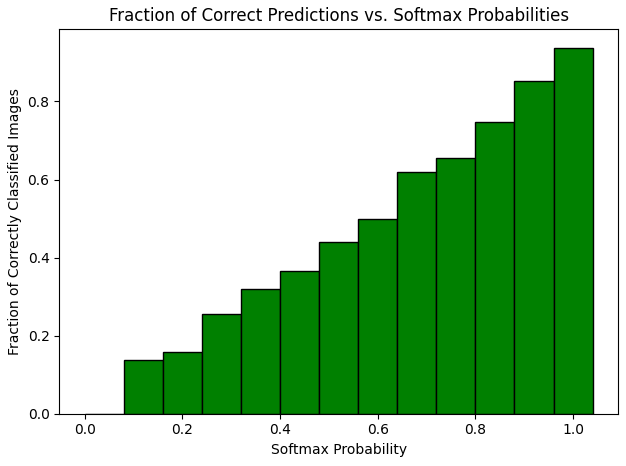 Fraction of Correct Predictions vs. Softmax Probabilities
Fraction of Correctly Classified Images
0.8
0.6
0.4
0.2
0.0
0.0 0.2 0.4 0.6 0.8 1.0
Softmax Probability